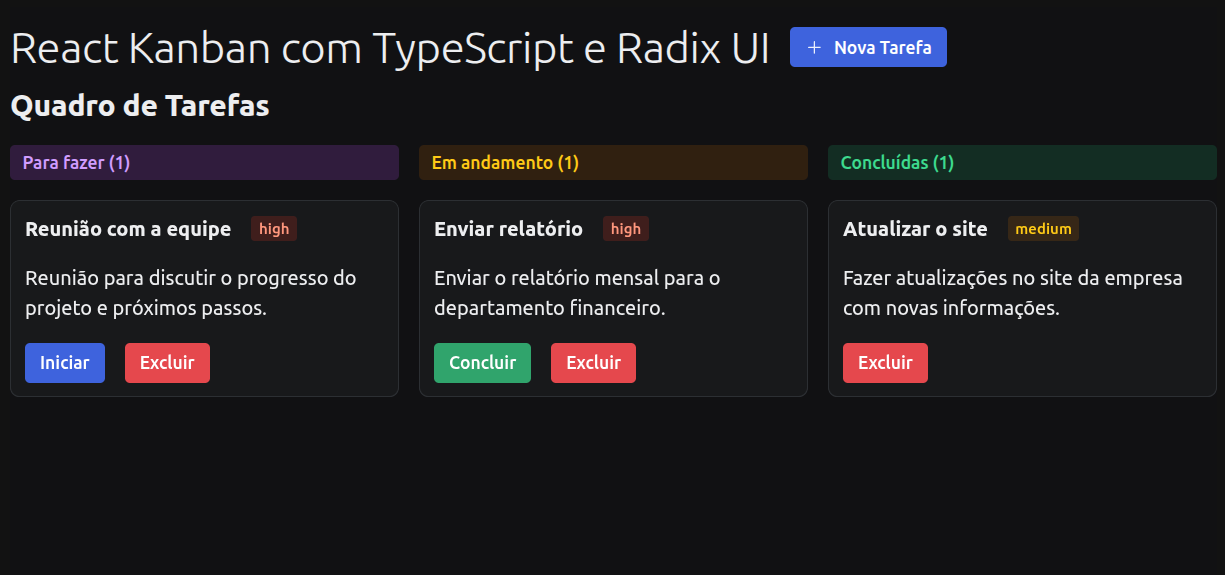 React Kanban com TypeScript e Radix UI
+ Nova Tarefa
Quadro de Tarefas
Para fazer (1)
Em andamento (1)
Concluídas (1)
Reunião com a equipe high
Reunião para discutir o progresso do
projeto e próximos passos.
Iniciar Excluir
Enviar relatório high
Enviar o relatório mensal para o
departamento financeiro.
Concluir Excluir
Atualizar o site medium
Fazer atualizações no site da empresa
com novas informações.
Excluir